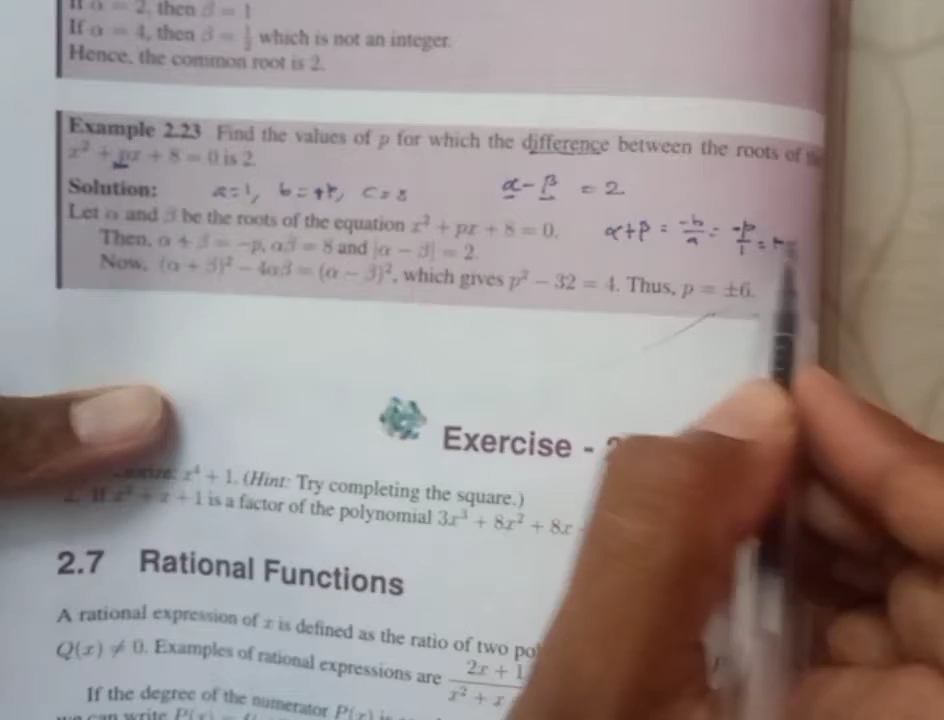 If α = 2, then β = 1
If α = 4, then β = 1/2 which is not an integer.
Hence, the common root is 2.
Example 2.23 Find the values of p for which the difference between the roots of
x² + px + 8 = 0 is 2.
Solution:
a=1, b=+p, c=8
α-β = 2
Let α and β be the roots of the equation x² + px + 8 = 0.
α+β = -b/a = -p/1 =
Then, α + β = −p, αβ = 8 and |α − β| = 2.
Now, (α + β)² − 4αβ = (α − β)², which gives p² − 32 = 4. Thus, p = ±6.
Exercise -
x⁴ + 1. (Hint: Try completing the square.)
If x² + x + 1 is a factor of the polynomial 3x³ + 8x² + 8x
2.7 Rational Functions
A rational expression of x is defined as the ratio of two
Q(x) ≠ 0. Examples of rational expressions are (2x + 1)/(x² + x
If the degree of the numerator P(x)
we can write P(x)